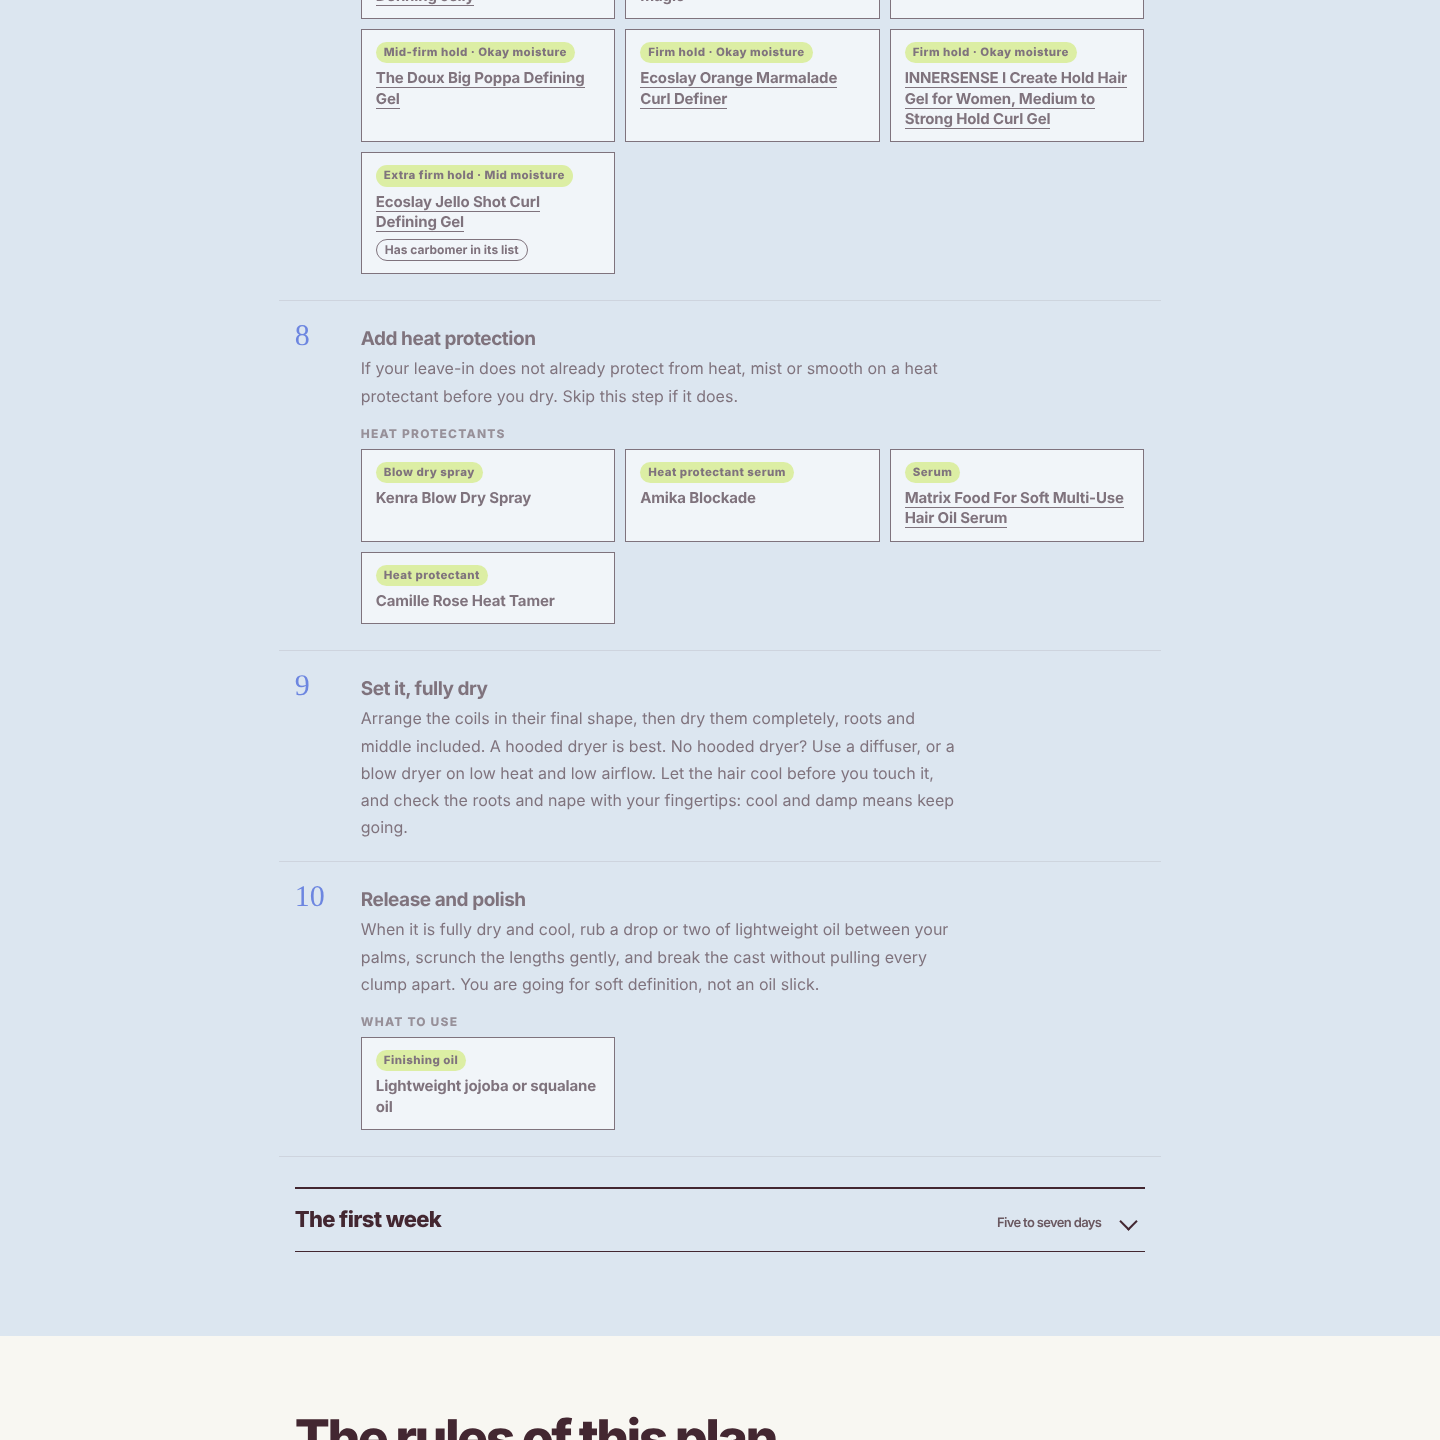 Mid-firm hold · Okay moisture
The Doux Big Poppa Defining
Gel
Firm hold · Okay moisture
Ecoslay Orange Marmalade
Curl Definer
Firm hold · Okay moisture
INNERSENSE I Create Hold Hair
Gel for Women, Medium to
Strong Hold Curl Gel
Extra firm hold · Mid moisture
Ecoslay Jello Shot Curl
Defining Gel
Has carbomer in its list
8
Add heat protection
If your leave-in does not already protect from heat, mist or smooth on a heat
protectant before you dry. Skip this step if it does.
HEAT PROTECTANTS
Blow dry spray
Kenra Blow Dry Spray
Heat protectant serum
Amika Blockade
Serum
Matrix Food For Soft Multi-Use
Hair Oil Serum
Heat protectant
Camille Rose Heat Tamer
9
Set it, fully dry
Arrange the coils in their final shape, then dry them completely, roots and
middle included. A hooded dryer is best. No hooded dryer? Use a diffuser, or a
blow dryer on low heat and low airflow. Let the hair cool before you touch it,
and check the roots and nape with your fingertips: cool and damp means keep
going.
10
Release and polish
When it is fully dry and cool, rub a drop or two of lightweight oil between your
palms, scrunch the lengths gently, and break the cast without pulling every
clump apart. You are going for soft definition, not an oil slick.
WHAT TO USE
Finishing oil
Lightweight jojoba or squalane
oil
The first week
Five to seven days
The rules of this plan